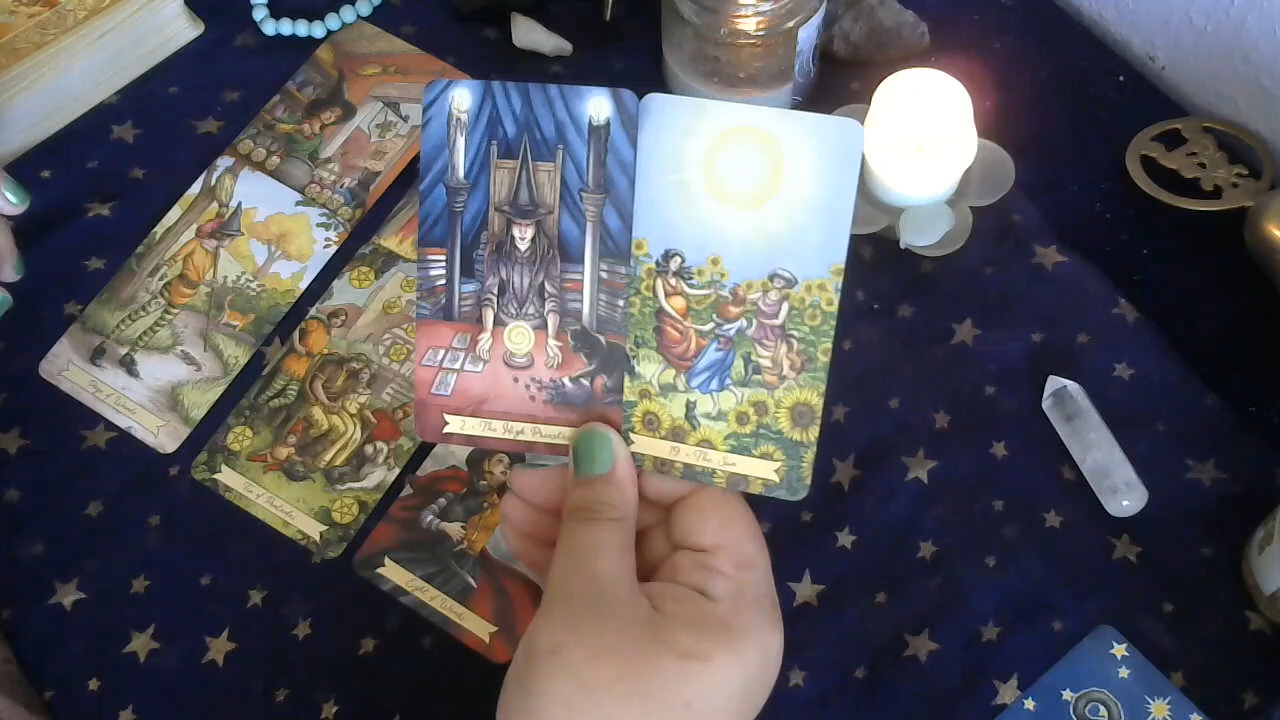 2 - The High Priestess
19 - The Sun
Page of Wands
Ten of Pentacles
Eight of Wands